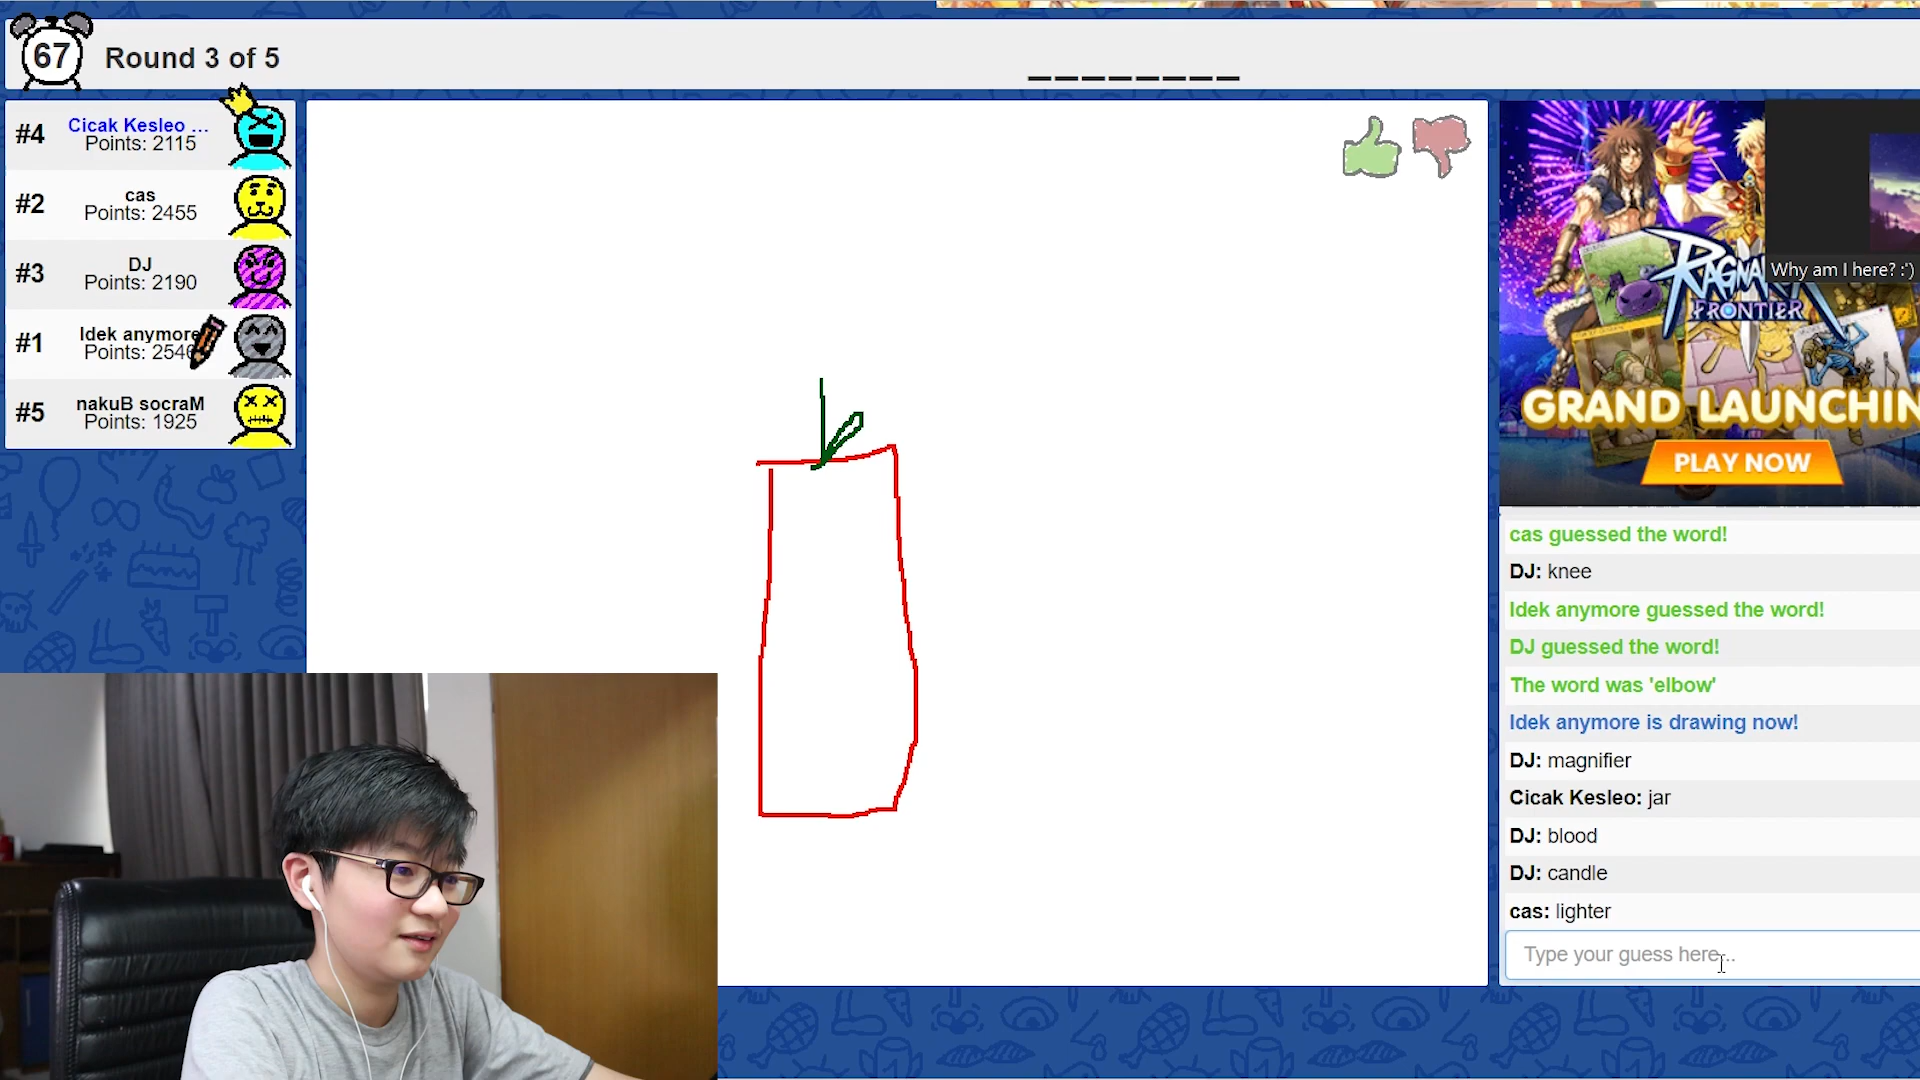 67
Round 3 of 5
________
#4
Cicak Kesleo ...
Points: 2115
#2
cas
Points: 2455
#3
DJ
Points: 2190
#1
Idek anymore
Points: 2546
#5
nakuB socraM
Points: 1925
Why am I here? :')
FRONTIER
GRAND LAUNCHIN
PLAY NOW
cas guessed the word!
DJ: knee
Idek anymore guessed the word!
DJ guessed the word!
The word was 'elbow'
Idek anymore is drawing now!
DJ: magnifier
Cicak Kesleo: jar
DJ: blood
DJ: candle
cas: lighter
Type your guess here...